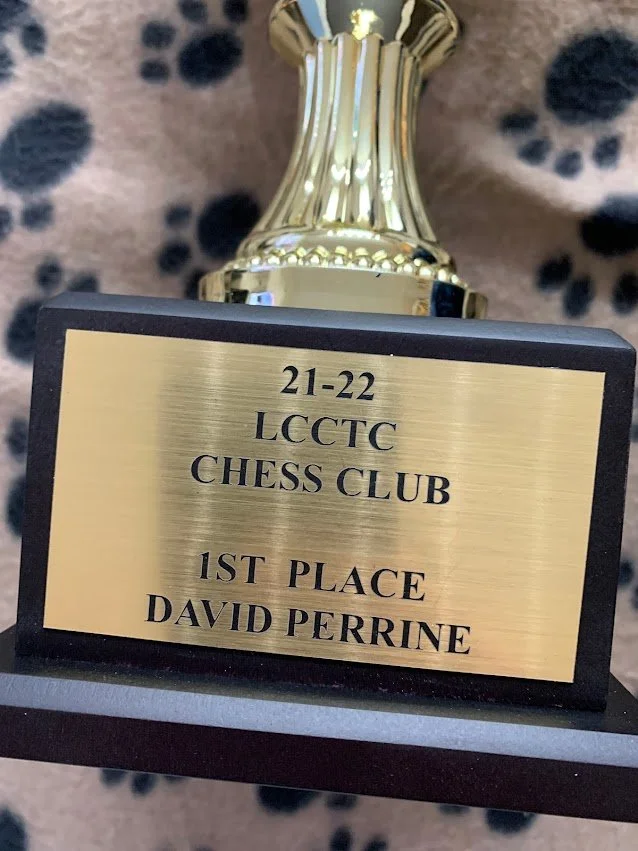 21-22
LCCTC
CHESS CLUB
1ST PLACE
DAVID PERRINE